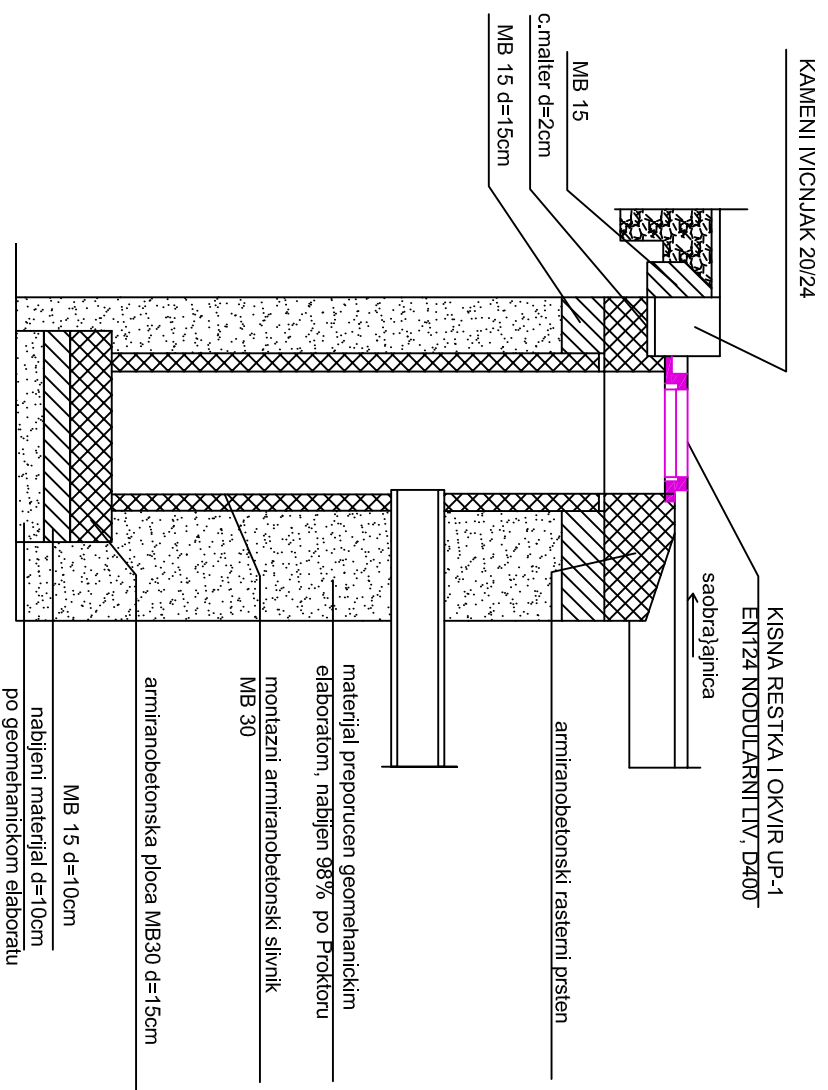 KAMENI IVICNJAK 20/24
MB 15
c.malter d=2cm
MB 15 d=15cm
KISNA RESTKA I OKVIR UP-1
EN124 NODULARNI LIV, D400
saobra}ajnica
armiranobetonski rasterni prsten
materijal preporucen geomehanickim
elaboratom, nabijen 98% po Proktoru
montazni armiranobetonski slivnik
MB 30
armiranobetonska ploca MB30 d=15cm
MB 15 d=10cm
nabijeni materijal d=10cm
po geomehanickom elaboratu